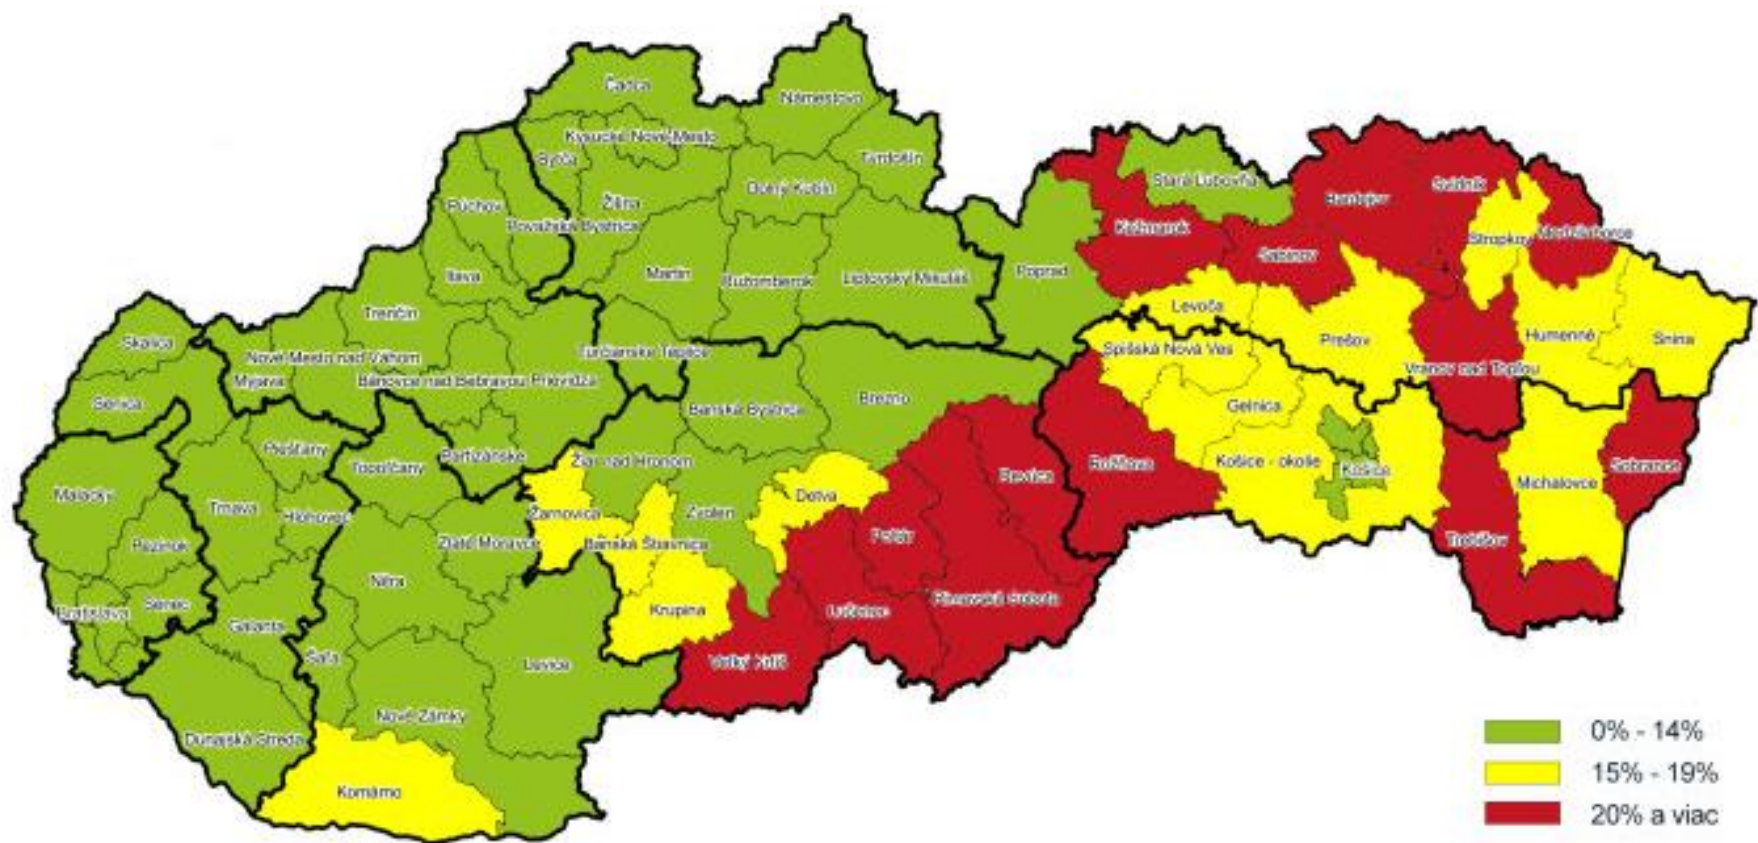 Čadca
Námestovo
Kysucké Nové Mesto
Bytča
Tvrdošín
Dolný Kubín
Stará Ľubovňa
Svidník
Bardejov
Púchov
Žilina
Považská Bystrica
Stropkov
Medzilaborce
Kežmarok
Sabinov
Ilava
Martin
Ružomberok
Liptovský Mikuláš
Poprad
Levoča
Trenčín
Skalica
Turčianske Teplice
Spišská Nová Ves
Prešov
Humenné
Snina
Nové Mesto nad Váhom
Myjava
Bánovce nad Bebravou
Prievidza
Vranov nad Topľou
Senica
Banská Bystrica
Brezno
Gelnica
Piešťany
Partizánske
Topoľčany
Žiar nad Hronom
Rožňava
Košice - okolie
Košice
Revúca
Sobrance
Malacky
Michalovce
Detva
Trnava
Hlohovec
Žarnovica
Zvolen
Poltár
Trebišov
Pezinok
Zlaté Moravce
Banská Štiavnica
Nitra
Rimavská Sobota
Senec
Bratislava
Krupina
Lučenec
Galanta
Šaľa
Levice
Veľký Krtíš
Nové Zámky
Dunajská Streda
Komárno
0% - 14%
15% - 19%
20% a viac